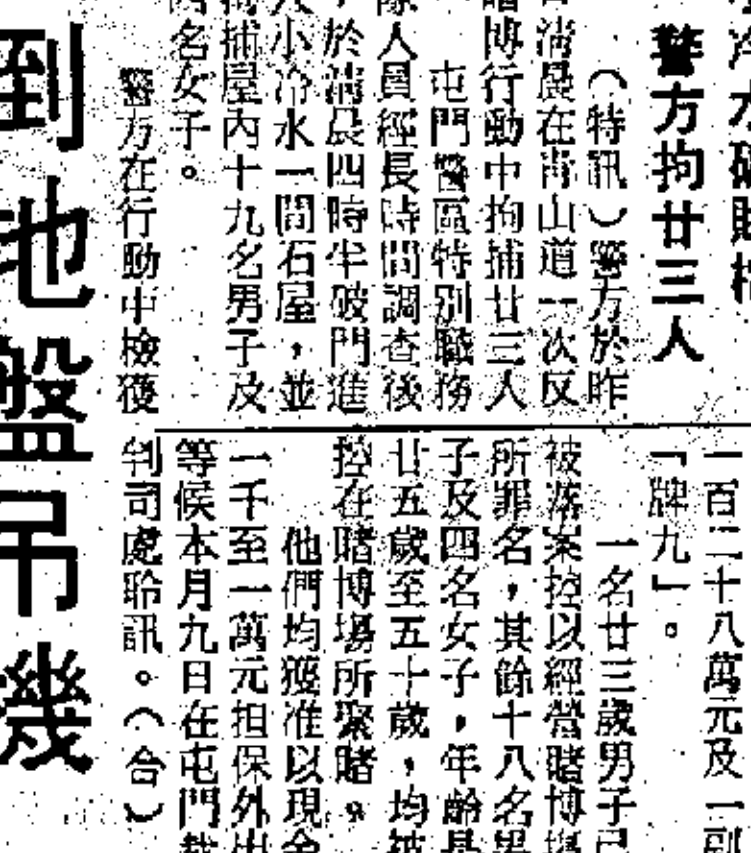 小冷水破賭檔
警方拘廿三人
（特訊）警方於昨
日清晨在青山道一次反
賭博行動中拘捕廿三人
屯門警區特別職務
隊人員經長時間調查後
，於清晨四時半破門進
入小冷水一間石屋，並
拘捕屋內十九名男子及
四名女子。
警方在行動中檢獲
一百二十八萬元及一副
「牌九」。
一名廿三歲男子已
被落案控以經營賭博場
所罪名，其餘十八名男
子及四名女子，年齡是
廿五歲至五十歲，均被
控在賭博場所聚賭。
他們均獲准以現金
一千至一萬元担保外出
等候本月九日在屯門裁
判司處聆訊。（合）
到地盤吊機